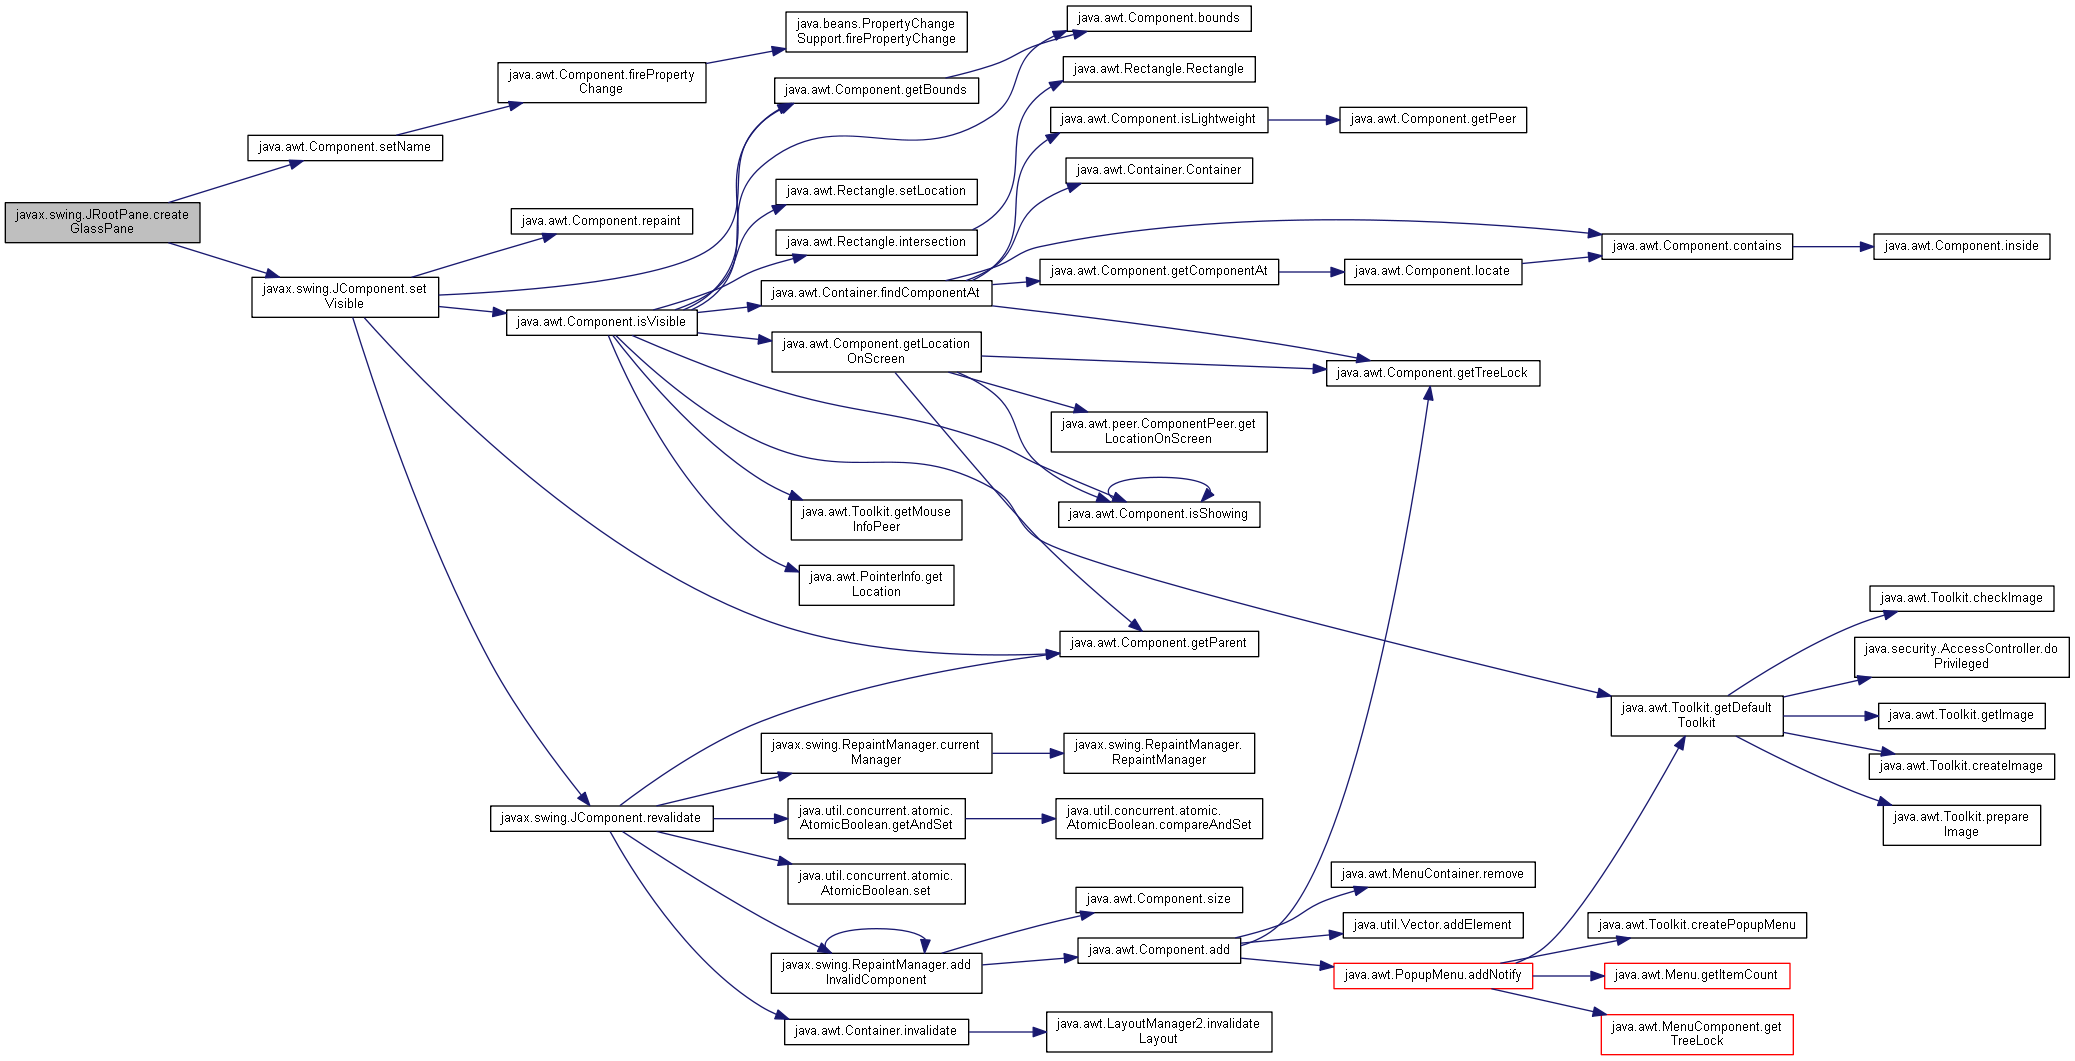 javax.swing.JRootPane.create
GlassPane
java.awt.Component.setName
java.awt.Component.fireProperty
Change
java.beans.PropertyChange
Support.firePropertyChange
javax.swing.JComponent.set
Visible
java.awt.Component.repaint
java.awt.Component.isVisible
java.awt.Component.getBounds
java.awt.Component.bounds
java.awt.Rectangle.setLocation
java.awt.Rectangle.intersection
java.awt.Rectangle.Rectangle
java.awt.Container.findComponentAt
java.awt.Component.isLightweight
java.awt.Component.getPeer
java.awt.Container.Container
java.awt.Component.getComponentAt
java.awt.Component.locate
java.awt.Component.contains
java.awt.Component.inside
java.awt.Component.getLocation
OnScreen
java.awt.Component.getTreeLock
java.awt.peer.ComponentPeer.get
LocationOnScreen
java.awt.Component.isShowing
java.awt.Toolkit.getMouse
InfoPeer
java.awt.PointerInfo.get
Location
java.awt.Component.getParent
java.awt.Toolkit.getDefault
Toolkit
java.awt.Toolkit.checkImage
java.security.AccessController.do
Privileged
java.awt.Toolkit.getImage
java.awt.Toolkit.createImage
java.awt.Toolkit.prepare
Image
javax.swing.JComponent.revalidate
javax.swing.RepaintManager.current
Manager
javax.swing.RepaintManager.
RepaintManager
java.util.concurrent.atomic.
AtomicBoolean.getAndSet
java.util.concurrent.atomic.
AtomicBoolean.compareAndSet
java.util.concurrent.atomic.
AtomicBoolean.set
javax.swing.RepaintManager.add
InvalidComponent
java.awt.Component.size
java.awt.Component.add
java.awt.MenuContainer.remove
java.util.Vector.addElement
java.awt.PopupMenu.addNotify
java.awt.Toolkit.createPopupMenu
java.awt.Menu.getItemCount
java.awt.MenuComponent.get
TreeLock
java.awt.Container.invalidate
java.awt.LayoutManager2.invalidate
Layout